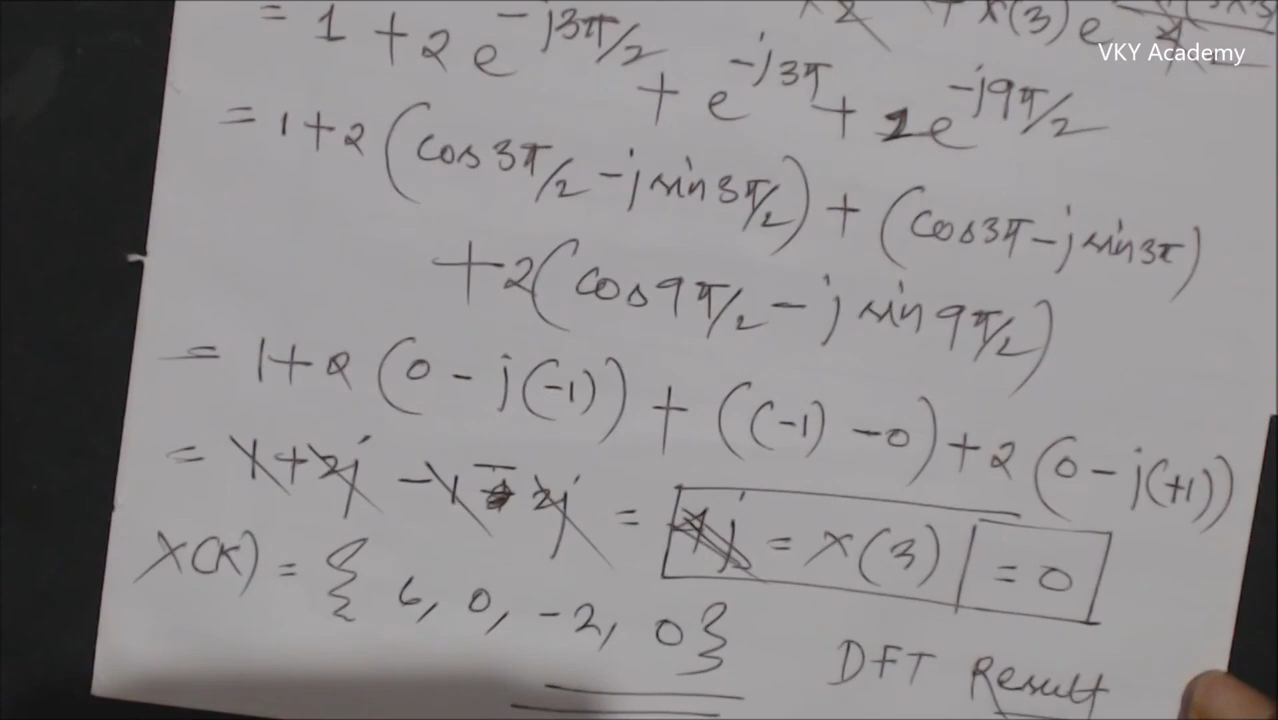 = 1 + 2 e^{-j3π/2} + e^{-j3π} + 2e^{-j9π/2}
+ x(3) e
VKY Academy
= 1+2 (cos 3π/2 - j sin 3π/2) + (cos 3π - j sin 3π)
+2 (cos 9π/2 - j sin 9π/2)
= 1+2 (0 - j(-1)) + ((-1) - 0) + 2 (0 - j(+1))
= 1+2j - 1 - 2j = 4j = X(3) = 0
X(K) = { 6, 0, -2, 0 }
DFT Result